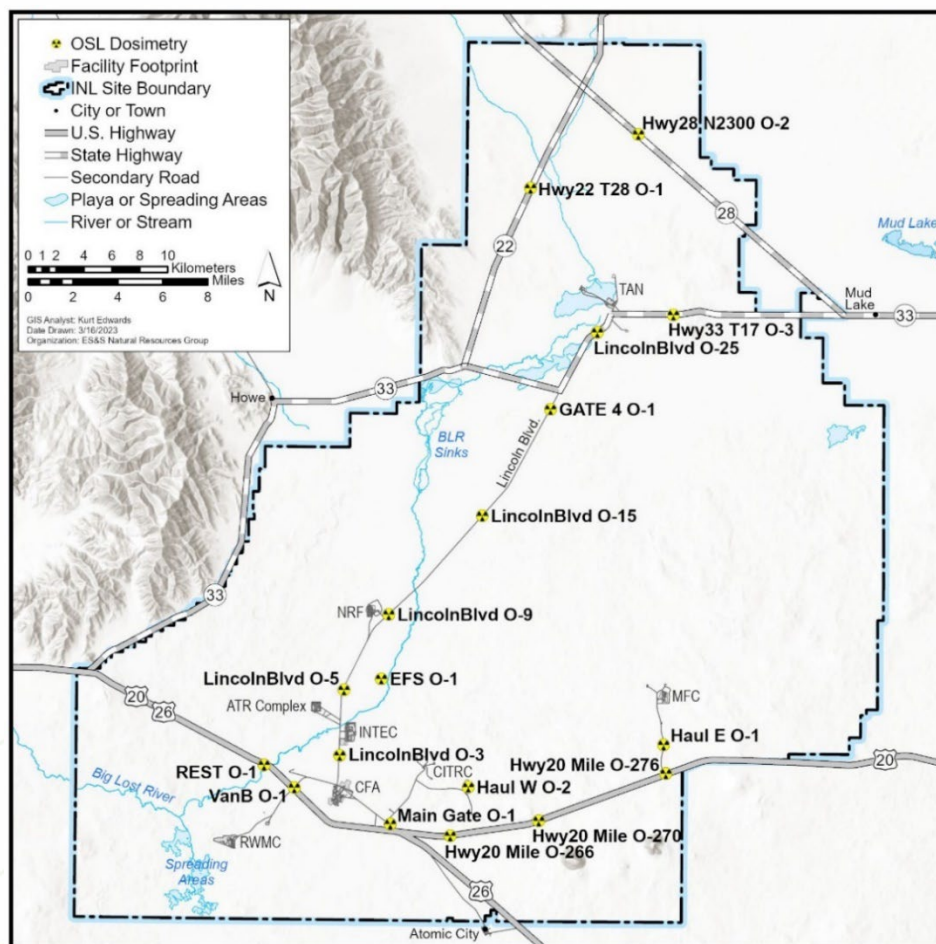 OSL Dosimetry
Facility Footprint
INL Site Boundary
City or Town
U.S. Highway
State Highway
Secondary Road
Playa or Spreading Areas
River or Stream
0 1 2 4 6 8 10
Kilometers
Miles
0 2 4 6 8
N
GIS Analyst: Kurt Edwards
Date Drawn: 3/16/2023
Organization: ES&S Natural Resources Group
Hwy28 N2300 O-2
Hwy22 T28 O-1
28
22
Mud Lake
TAN
Mud
Lake
33
Hwy33 T17 O-3
LincolnBlvd O-25
33
Howe
GATE 4 O-1
BLR
Sinks
Lincoln Blvd.
LincolnBlvd O-15
33
NRF
LincolnBlvd O-9
LincolnBlvd O-5
EFS O-1
20
26
ATR Complex
INTEC
MFC
LincolnBlvd O-3
Haul E O-1
REST O-1
CITRC
Hwy20 Mile O-276
20
Big Lost River
VanB O-1
CFA
Haul W O-2
Main Gate O-1
RWMC
Hwy20 Mile O-270
Hwy20 Mile O-266
Spreading
Areas
26
Atomic City